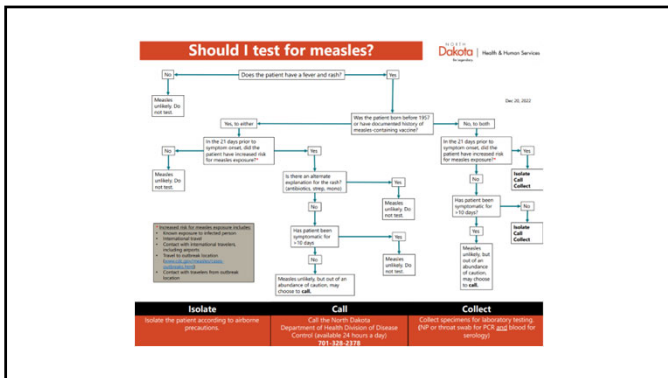 Should I test for measles?
NORTH
Dakota
Be Legendary.
Health & Human Services
No
Does the patient have a fever and rash?
Yes
Measles
unlikely. Do
not test.
Dec 20, 2022
Yes, to either
Was the patient born before 1957
or have documented history of
measles-containing vaccine?
No, to both
No
In the 21 days prior to
symptom onset, did the
patient have increased risk
for measles exposure?*
Yes
In the 21 days prior to
symptom onset, did the
patient have increased risk
for measles exposure?*
Yes
Measles
unlikely. Do
not test.
Is there an alternate
explanation for the rash?
(antibiotics, strep, mono)
Yes
No
Isolate
Call
Collect
No
Measles
unlikely. Do
not test.
Has patient been
symptomatic for
>10 days?
No
Has patient been
symptomatic for
>10 days
Yes
Yes
Isolate
Call
Collect
No
Measles
unlikely. Do
not test.
Measles
unlikely, but
out of an
abundance
of caution,
may choose
to call.
Measles unlikely, but out of an
abundance of caution, may
choose to call.
* Increased risk for measles exposure includes:
• Known exposure to infected person
• International travel
• Contact with international travelers,
including airports
• Travel to outbreak location
• Contact with travelers from outbreak
location
Isolate
Isolate the patient according to airborne
precautions.
Call
Call the North Dakota
Department of Health Division of Disease
Control (available 24 hours a day)
701-328-2378
Collect
Collect specimens for laboratory testing.
(NP or throat swab for PCR and blood for
serology)